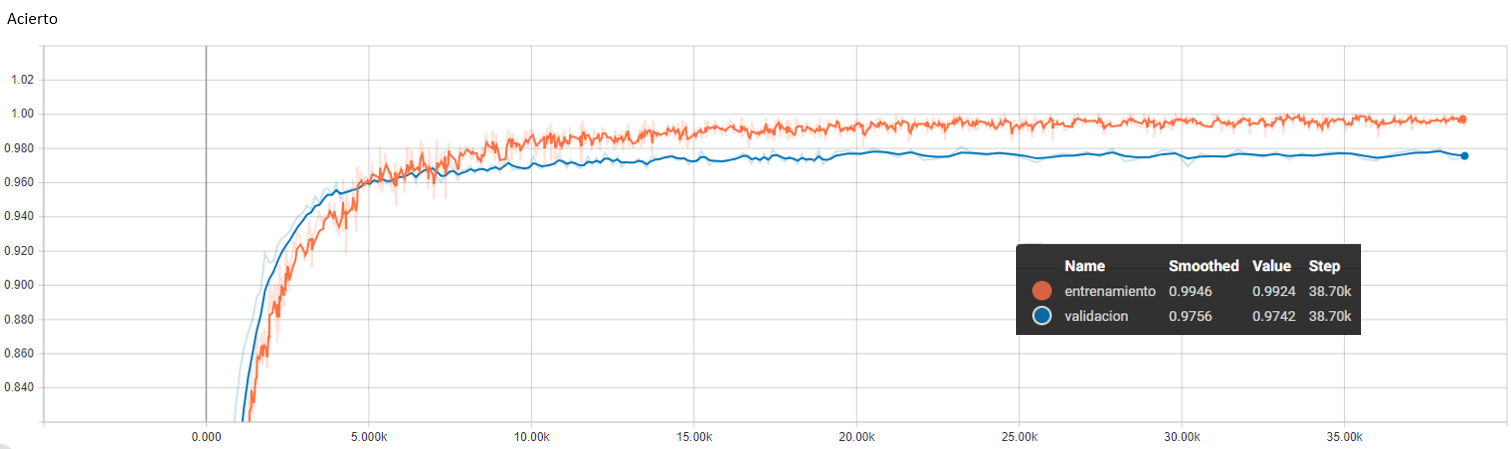 Acierto
1.02
1.00
0.980
0.960
0.940
0.920
0.900
0.880
0.860
0.840
Name Smoothed Value Step
entrenamiento 0.9946 0.9924 38.70k
validacion 0.9756 0.9742 38.70k
0.000 5.000k 10.00k 15.00k 20.00k 25.00k 30.00k 35.00k